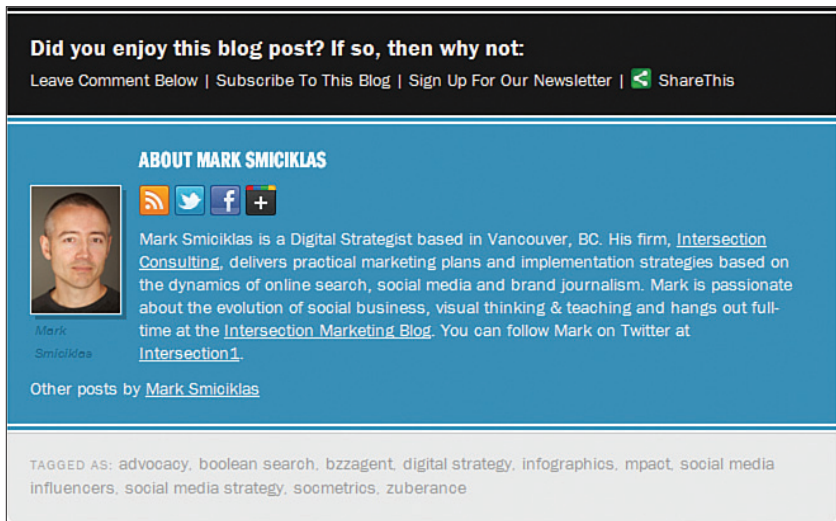 Did you enjoy this blog post? If so, then why not:
Leave Comment Below | Subscribe To This Blog | Sign Up For Our Newsletter | ShareThis
ABOUT MARK SMICIKLAS
Mark Smiciklas is a Digital Strategist based in Vancouver, BC. His firm, Intersection
Consulting, delivers practical marketing plans and implementation strategies based on
the dynamics of online search, social media and brand journalism. Mark is passionate
about the evolution of social business, visual thinking & teaching and hangs out full-
time at the Intersection Marketing Blog. You can follow Mark on Twitter at
Intersection1.
Mark
Smiciklas
Other posts by Mark Smiciklas
TAGGED AS: advocacy, boolean search, bzzagent, digital strategy, infographics, mpact, social media
influencers, social media strategy, socmetrics, zuberance